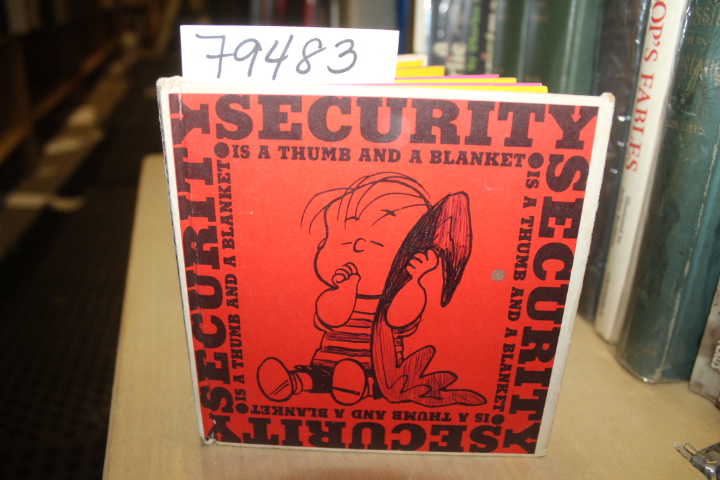 79483
SECURITY
IS A THUMB AND A BLANKET
SECURITY
IS A THUMB AND A BLANKET
SECURITY
IS A THUMB AND A BLANKET
SECURITY
IS A THUMB AND A BLANKET
OP'S FABLES